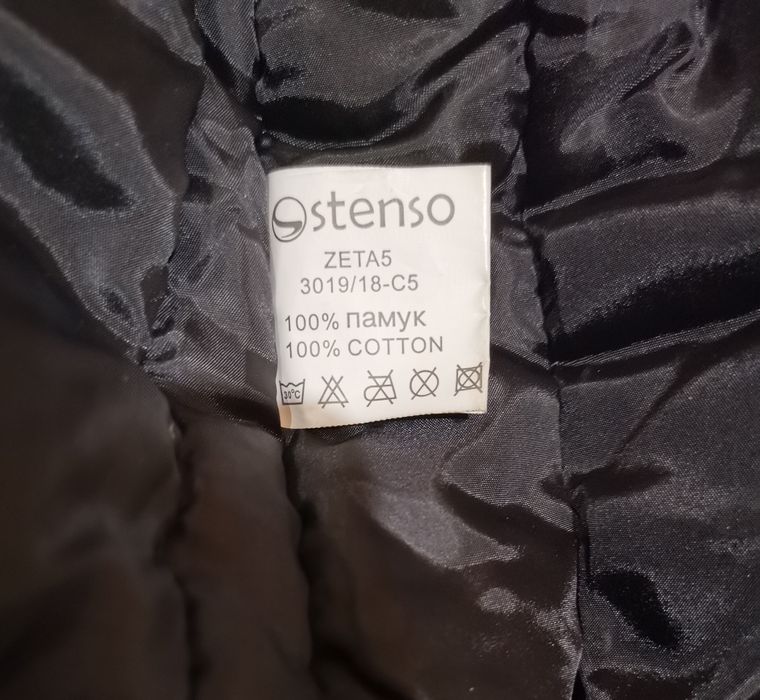 stenso
ZETA5
3019/18-C5
100% памук
100% COTTON
30°C